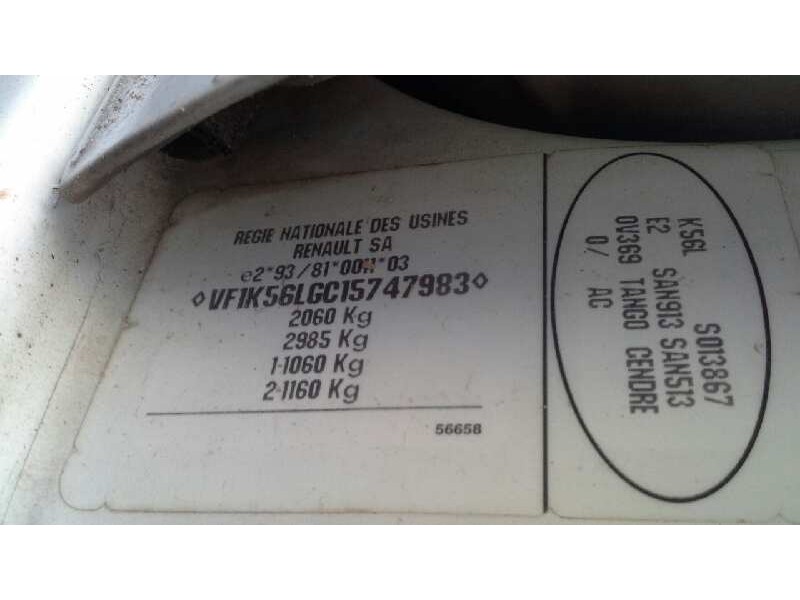 REGIE NATIONALE DES USINES
RENAULT SA
e2*93/81*0011*03
◊VF1K56LGC15747983◊
2060 Kg
2985 Kg
1-1060 Kg
2-1160 Kg
56658
K56L S013867
E2 SAN913 SAN513
0V369 TANGO CENDRE
0/ AC